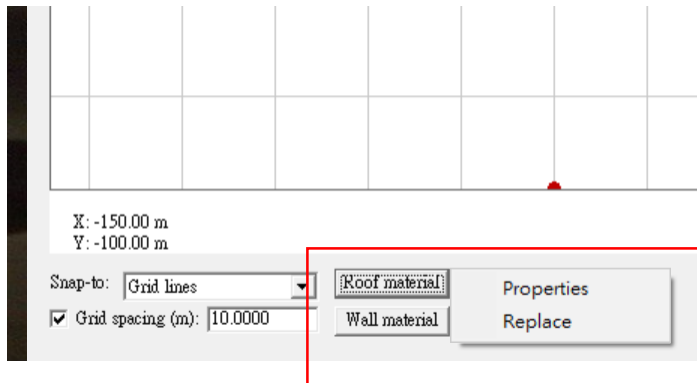 X: -150.00 m
Y: -100.00 m
Snap-to: Grid lines
Roof material
Properties
Grid spacing (m): 10.0000
Wall material
Replace